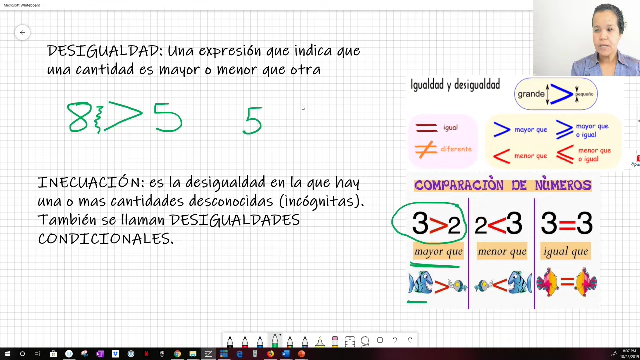 Microsoft Whiteboard
DESIGUALDAD: Una expresión que indica que
una cantidad es mayor o menor que otra
8 > 5
5
INECUACIÓN: es la desigualdad en la que hay
una o mas cantidades desconocidas (incógnitas).
También se llaman DESIGUALDADES
CONDICIONALES.
Igualdad y desigualdad
grande > pequeña
= igual
≠ diferente
> mayor que
≥ mayor que o igual
< menor que
≤ menor que o igual
COMPARACIÓN DE NÚMEROS
3>2 2<3 3=3
mayor que menor que igual que
> < =